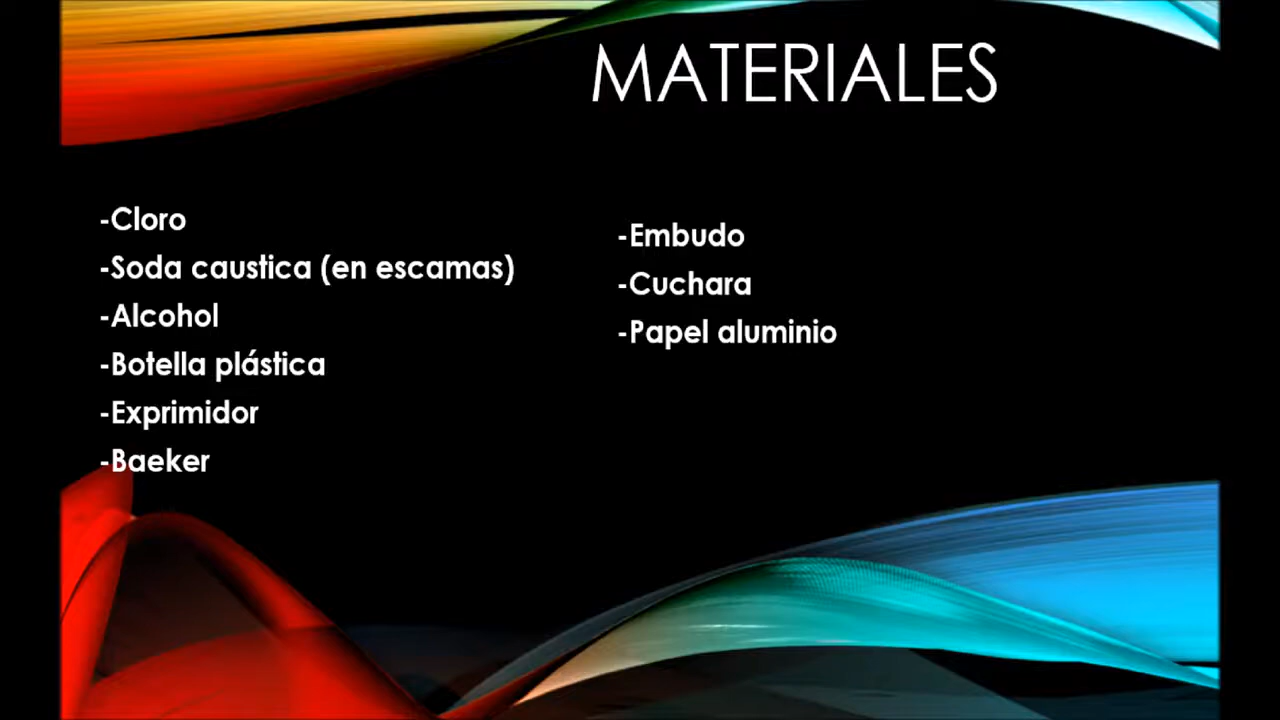 MATERIALES
-Cloro
-Soda caustica (en escamas)
-Alcohol
-Botella plástica
-Exprimidor
-Baeker
-Embudo
-Cuchara
-Papel aluminio